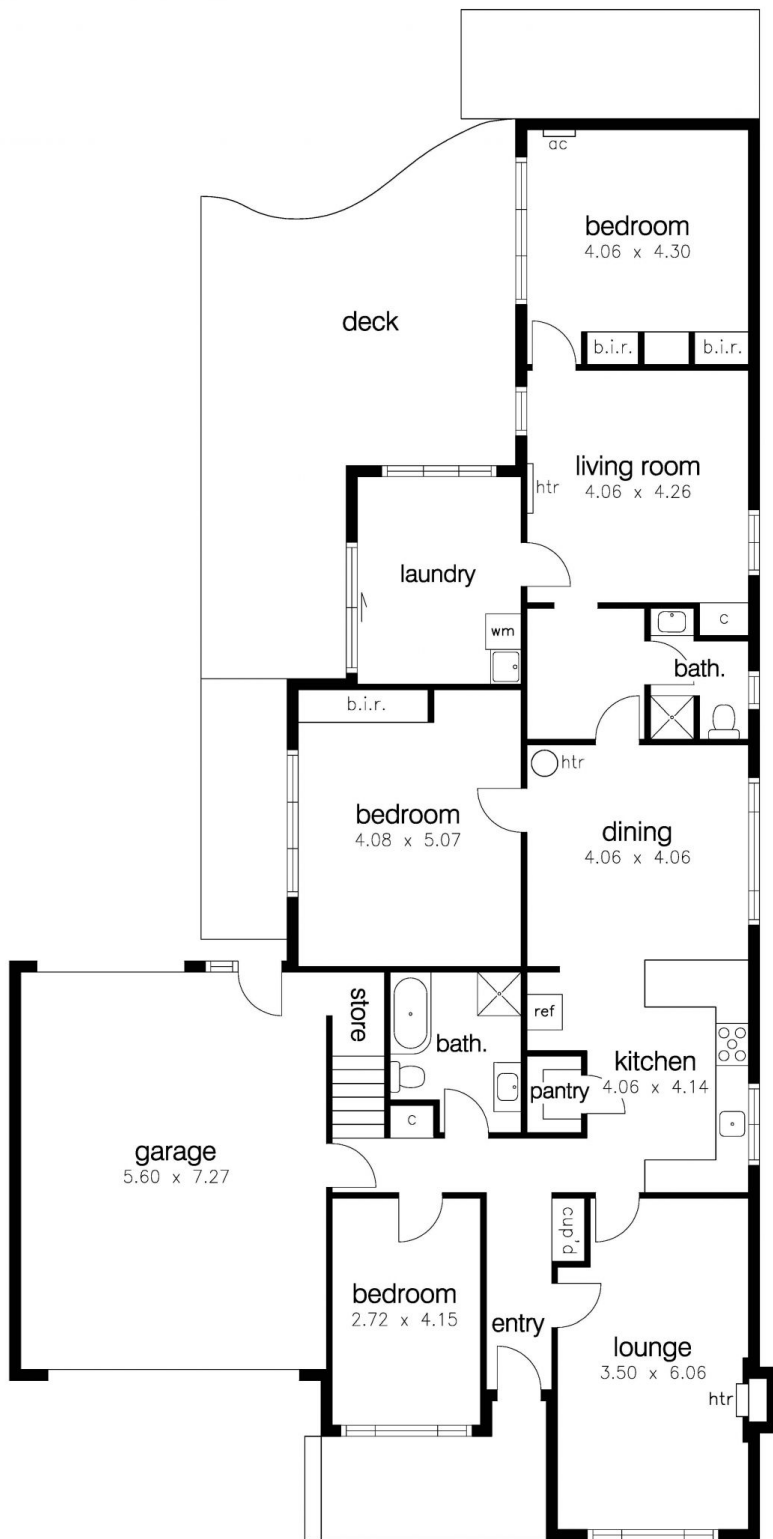 ac
bedroom
4.06 x 4.30
deck
b.i.r.
b.i.r.
living room
4.06 x 4.26
htr
laundry
wm
c
bath.
b.i.r.
htr
bedroom
4.08 x 5.07
dining
4.06 x 4.06
store
ref
bath.
kitchen
4.06 x 4.14
pantry
c
garage
5.60 x 7.27
cup'd
bedroom
2.72 x 4.15
entry
lounge
3.50 x 6.06
htr